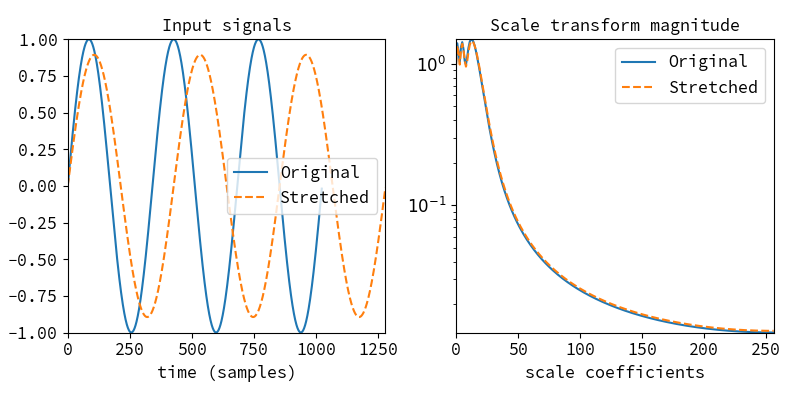 Input signals
1.00
0.75
0.50
0.25
0.00
−0.25
−0.50
−0.75
−1.00
0 250 500 750 1000 1250
time (samples)
Original
Stretched
Scale transform magnitude
10⁰
10⁻¹
0 50 100 150 200 250
scale coefficients
Original
Stretched